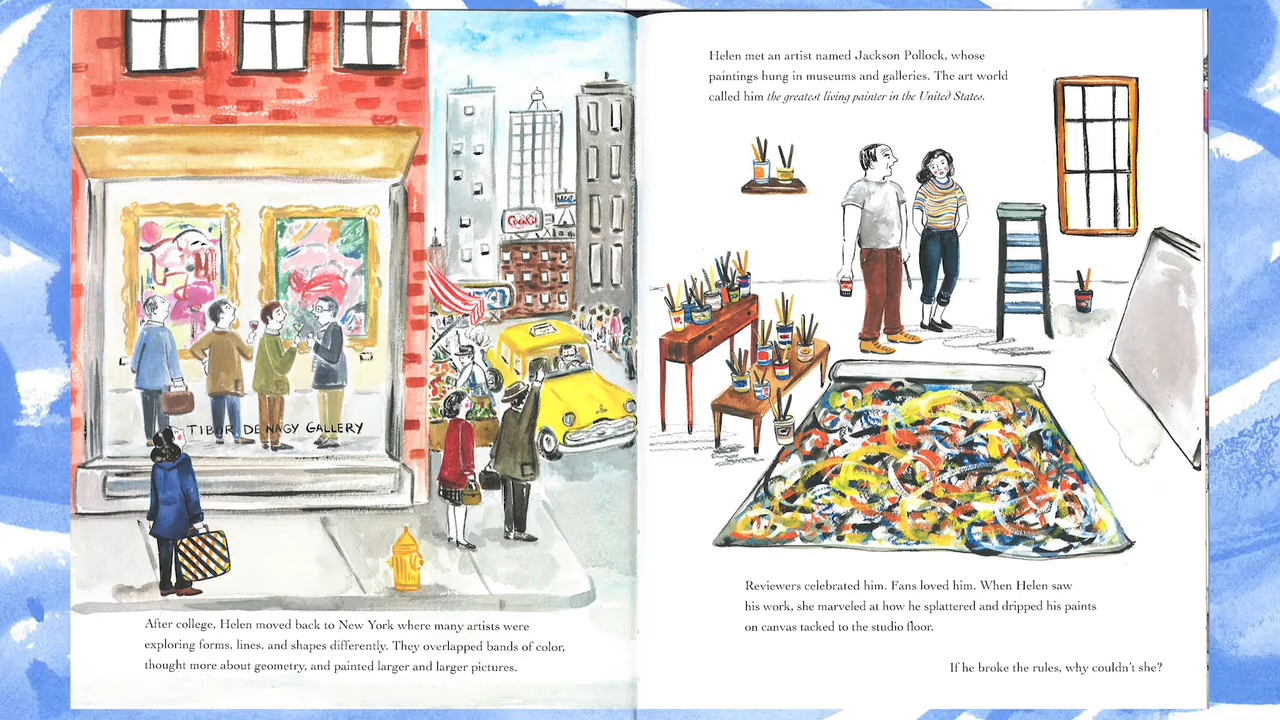 TIBOR DE NAGY GALLERY
After college, Helen moved back to New York where many artists were
exploring forms, lines, and shapes differently. They overlapped bands of color,
thought more about geometry, and painted larger and larger pictures.
Helen met an artist named Jackson Pollock, whose
paintings hung in museums and galleries. The art world
called him the greatest living painter in the United States.
Reviewers celebrated him. Fans loved him. When Helen saw
his work, she marveled at how he splattered and dripped his paints
on canvas tacked to the studio floor.
If he broke the rules, why couldn't she?